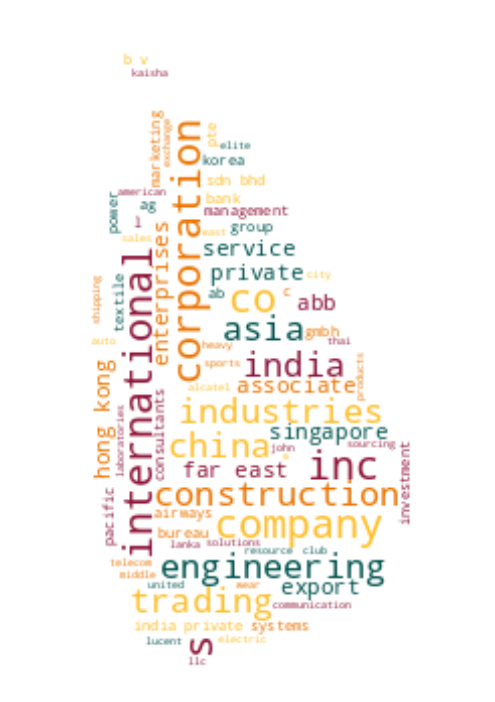 b v
kaisha
marketing
exchange
corporation
pte
elite
korea
sdn bhd
bank
american
power
ag
management
ir
group
east
sales
enterprises
service
international
private
city
shipping
textile
ab
co
c
abb
asia
gmbh
auto
heavy
thai
hong kong
sports
india
products
alcatel
associate
laboratories
consultants
industries
singapore
china
john
sourcing
investment
far east
inc
pacific
construction
airways
company
bureau
lanka
solutions
resource
club
telecom
middle
engineering
united
wear
export
trading
communication
india private
systems
lucent
s
electric
llc